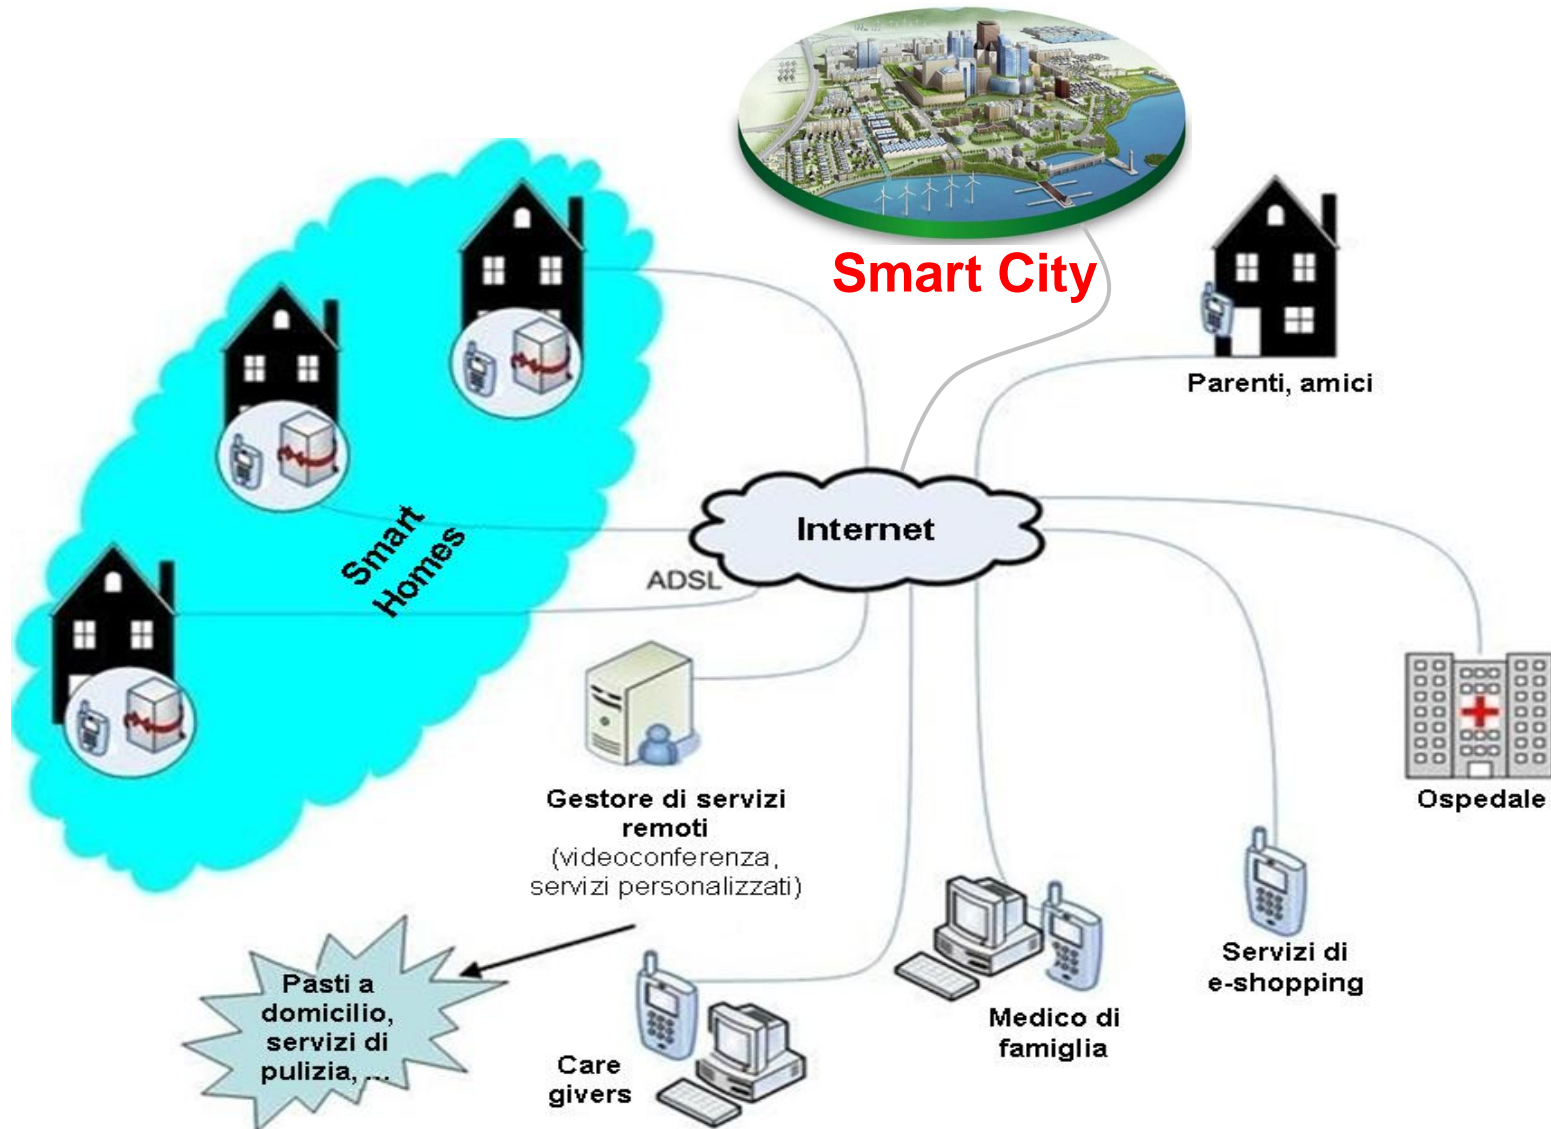 Smart City
Parenti, amici
Internet
Smart
Homes
ADSL
Gestore di servizi
remoti
(videoconferenza,
servizi personalizzati)
Ospedale
Servizi di
e-shopping
Medico di
famiglia
Pasti a
domicilio,
servizi di
pulizia, ...
Care
givers